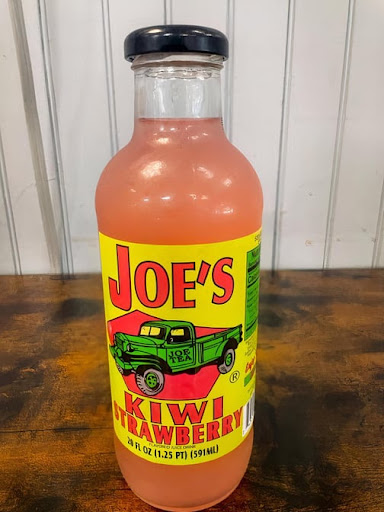 JOE'S
JOE
TEA
®
KIWI
STRAWBERRY
20 FL OZ (1.25 PT) (591ML)